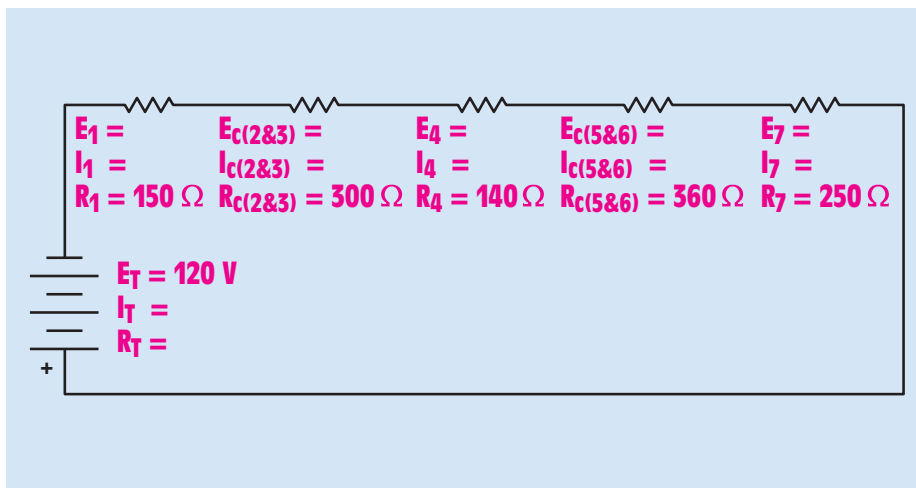 E1 = EC(2&3) = E4 = EC(5&6) = E7 =
I1 = IC(2&3) = I4 = IC(5&6) = I7 =
R1 = 150 Ω RC(2&3) = 300 Ω R4 = 140 Ω RC(5&6) = 360 Ω R7 = 250 Ω
ET = 120 V
IT =
RT =
+